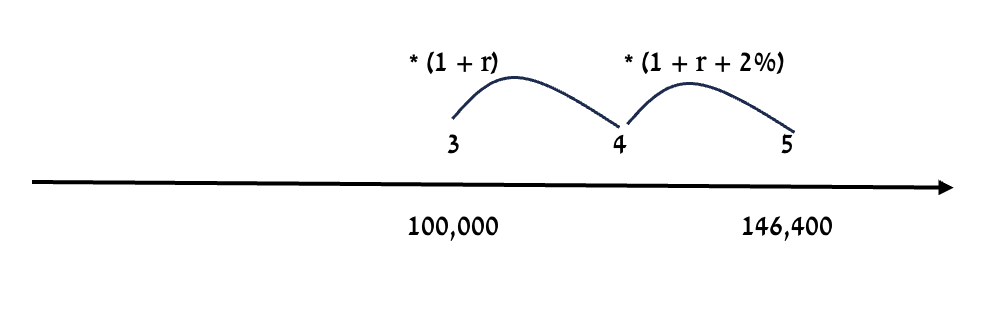 * (1 + r) * (1 + r + 2%)
3 4 5
100,000 146,400